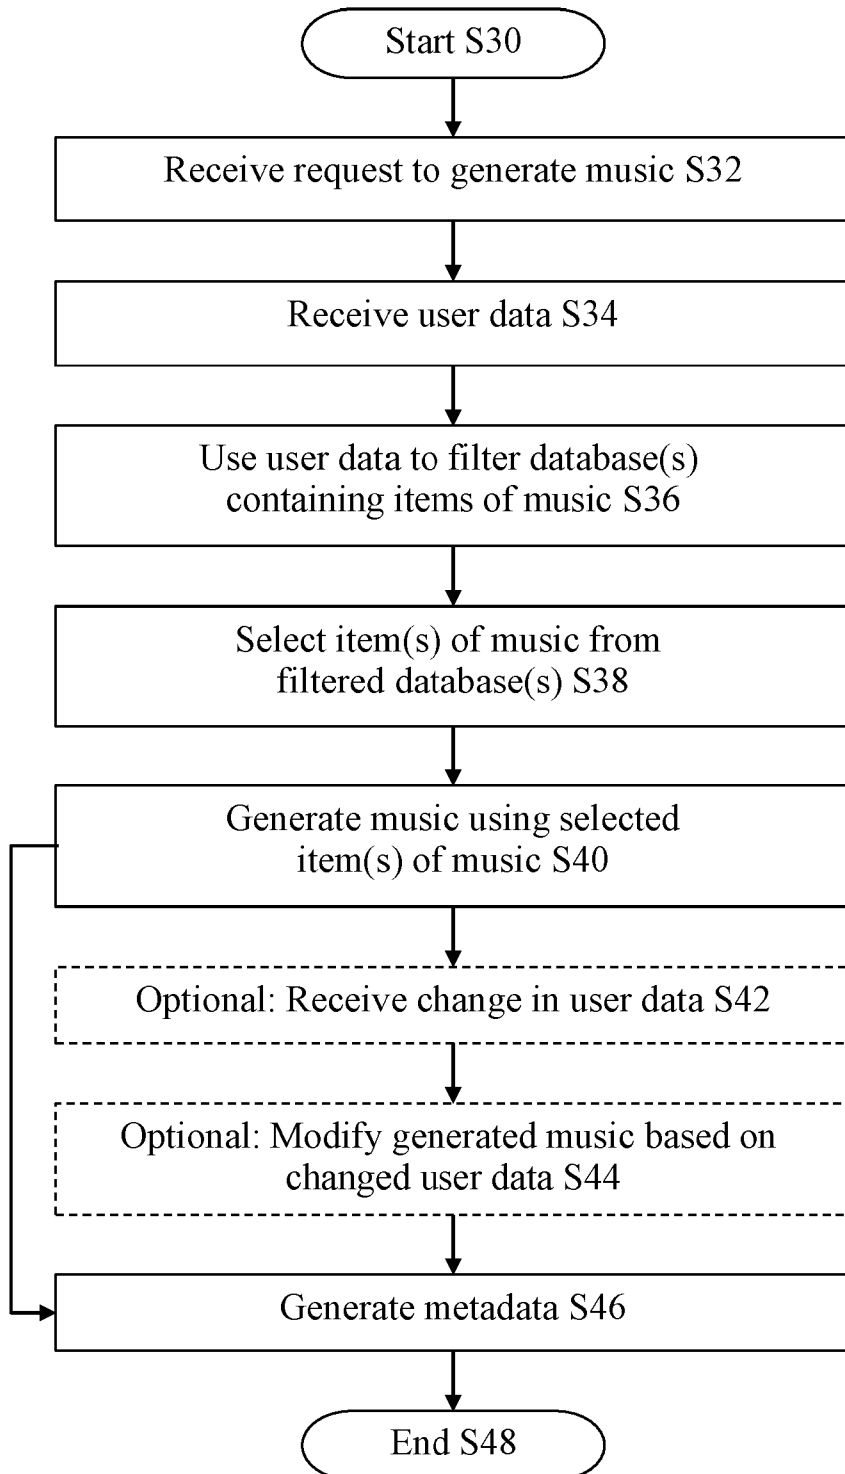 Start S30
Receive request to generate music S32
Receive user data S34
Use user data to filter database(s)
containing items of music S36
Select item(s) of music from
filtered database(s) S38
Generate music using selected
item(s) of music S40
Optional: Receive change in user data S42
Optional: Modify generated music based on
changed user data S44
Generate metadata S46
End S48